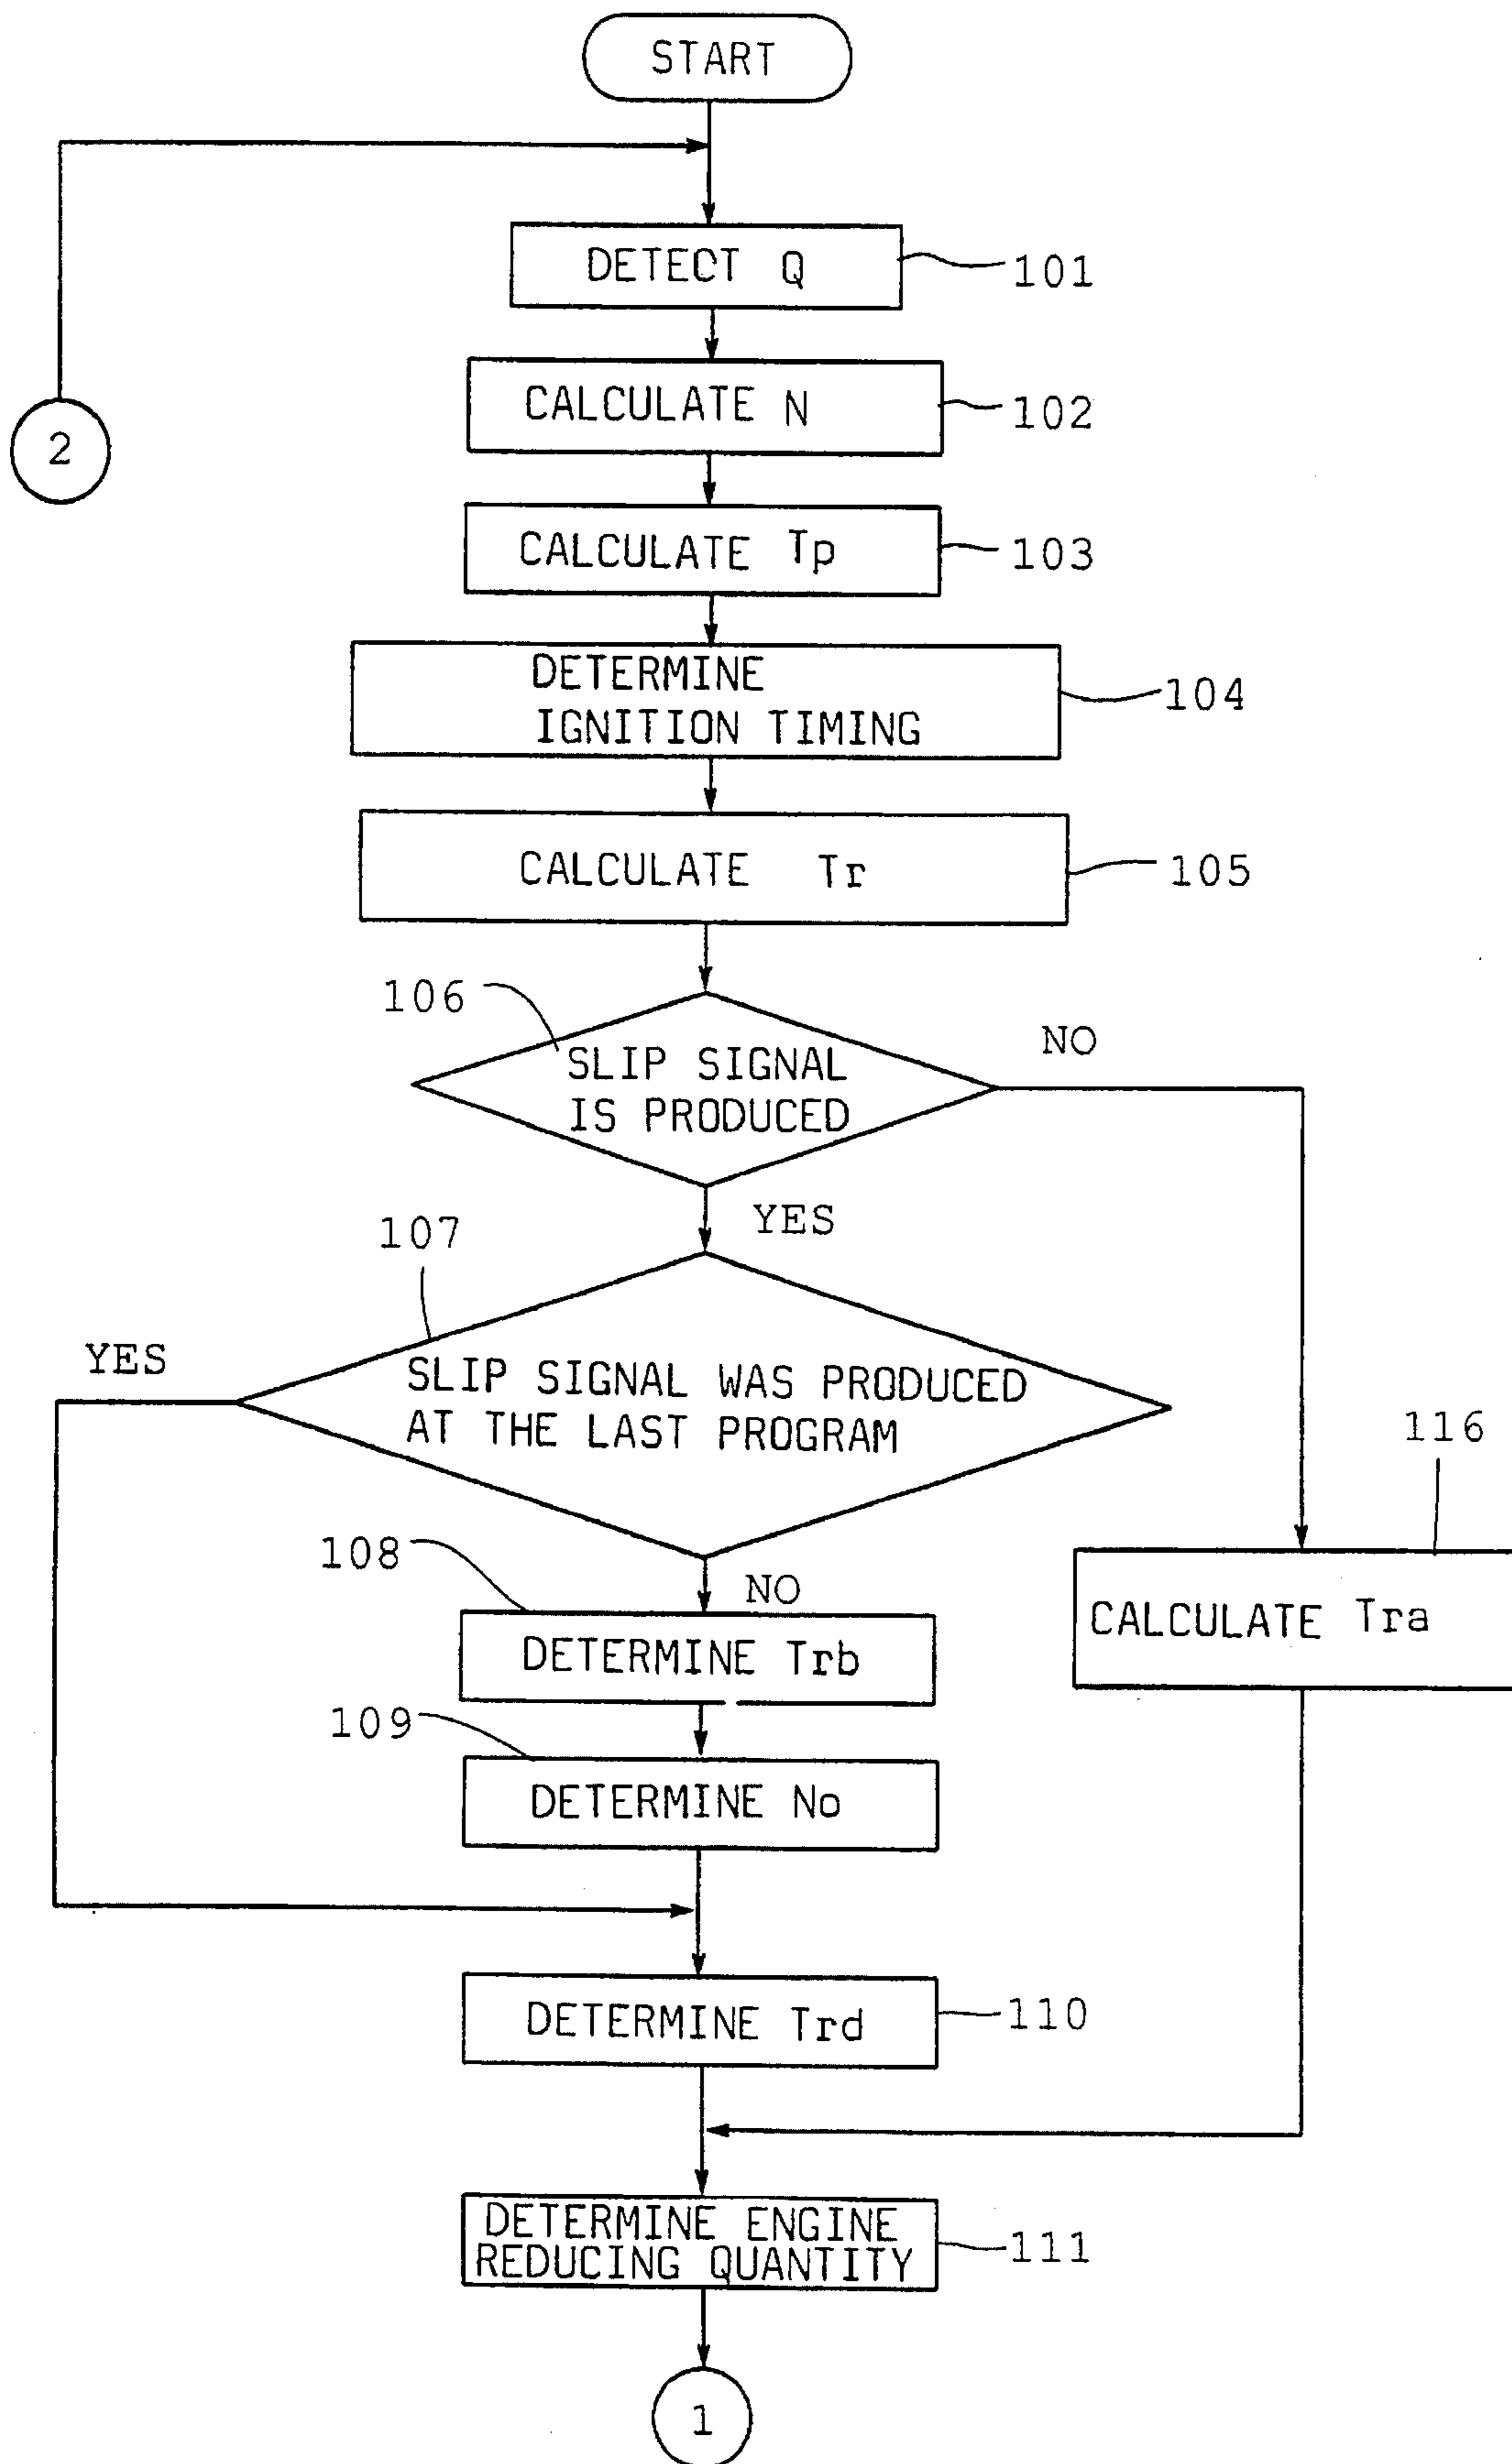 START
DETECT Q
101
2
CALCULATE N
102
CALCULATE Tp
103
DETERMINE
IGNITION TIMING
104
CALCULATE Tr
105
106
SLIP SIGNAL
IS PRODUCED
NO
YES
107
YES
SLIP SIGNAL WAS PRODUCED
AT THE LAST PROGRAM
116
108
NO
DETERMINE Trb
CALCULATE Tra
109
DETERMINE No
DETERMINE Trd
110
DETERMINE ENGINE
REDUCING QUANTITY
111
1